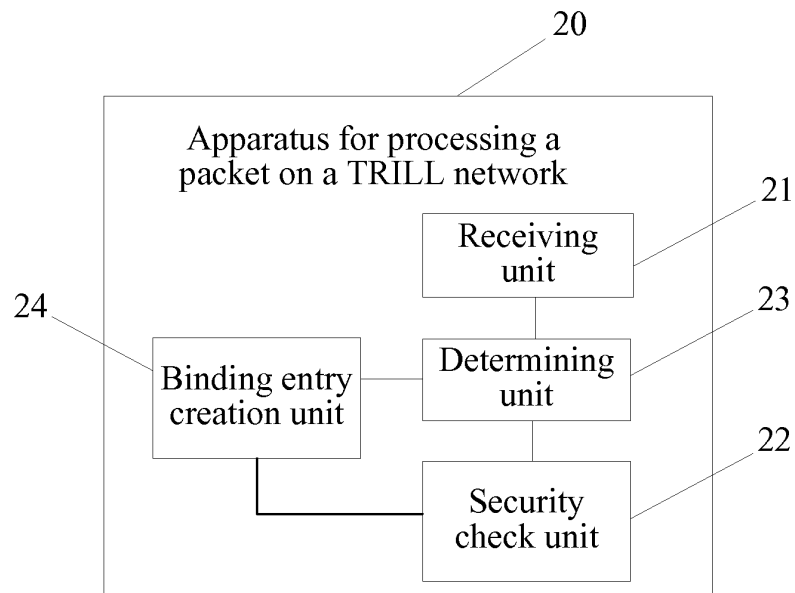 20
Apparatus for processing a
packet on a TRILL network
21
Receiving
unit
24
23
Binding entry
creation unit
Determining
unit
22
Security
check unit